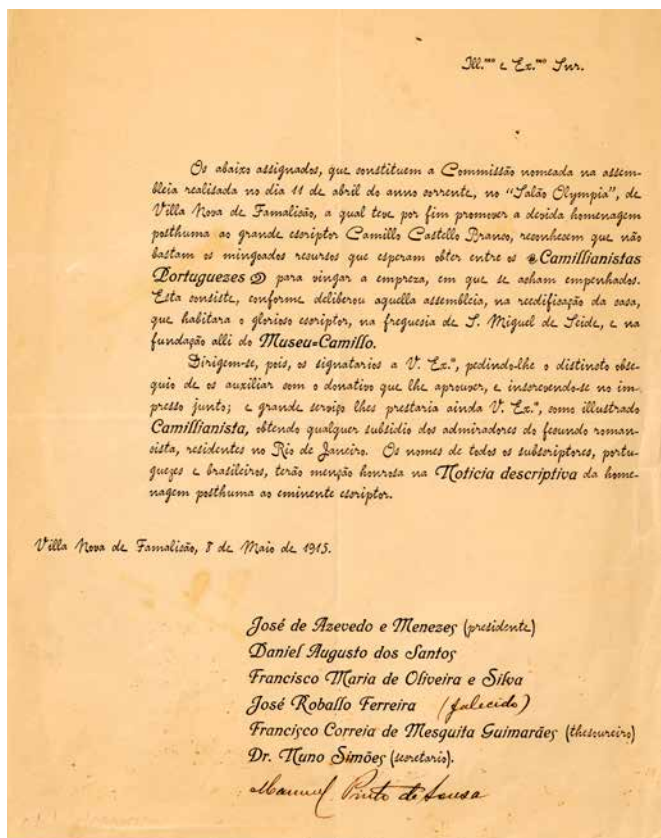 Ill.mo e Ex.mo Snr.
Os abaixo assignados, que constituem a Commissão nomeada na assem-
bleia realisada no dia 11 de abril do anno corrente, no "Salão Olympia", de
Villa Nova de Famalicão, a qual teve por fim promover a devida homenagem
posthuma ao grande escriptor Camillo Castello Branco, reconhecem que não
bastam os mingoados recursos que esperam obter entre os Camillianistas
Portuguezes para vingar a empreza, em que se acham empenhados.
Esta consiste, conforme deliberou aquella assembleia, na reedificação da casa,
que habitara o glorioso escriptor, na freguesia de S. Miguel de Seide, e na
fundação alli do Museu-Camillo.
Dirigem-se, pois, os signatarios a V. Ex.ª, pedindo-lhe o distincto obse-
quio de os auxiliar com o donativo que lhe aprouver, e inscrevendo-se no im-
presso junto; e grande serviço lhes prestaria ainda V. Ex.ª, como illustrado
Camillianista, obtendo qualquer subsidio dos admiradores do fecundo roman-
cista, residentes no Rio de Janeiro. Os nomes de todos os subscriptores, portu-
guezes e brasileiros, terão menção honrosa na Noticia descriptiva da home-
nagem posthuma ao eminente escriptor.
Villa Nova de Famalicão, 8 de Maio de 1915.
José de Azevedo e Menezes (presidente)
Daniel Augusto dos Santos
Francisco Maria de Oliveira e Silva
José Roballo Ferreira (falecido)
Francisco Correia de Mesquita Guimarães (thesoureiro)
Dr. Nuno Simões (secretario).
Manuel Pinto de Sousa